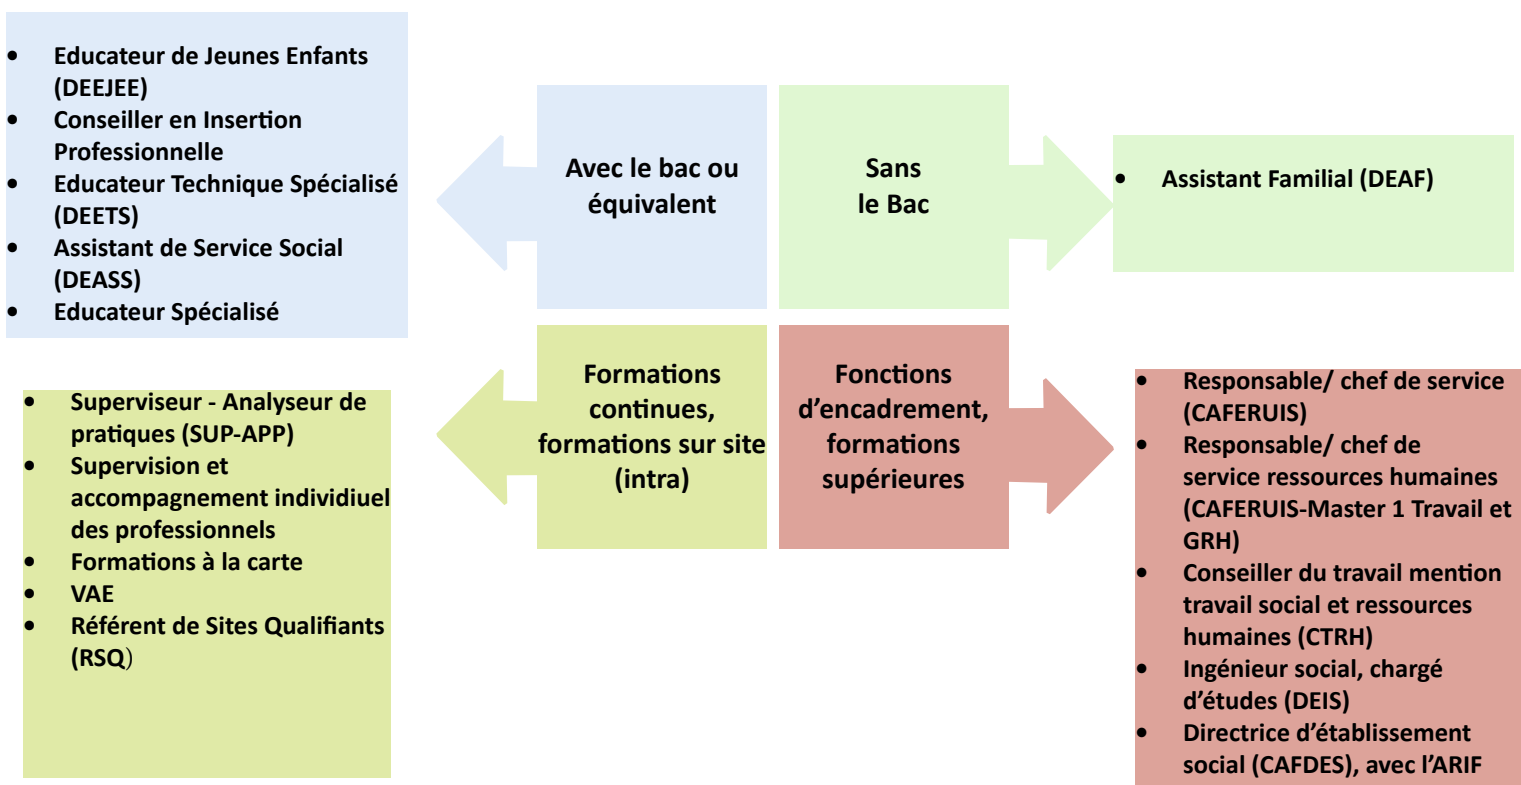 • Educateur de Jeunes Enfants
(DEEJEE)
• Conseiller en Insertion
Professionnelle
• Educateur Technique Spécialisé
(DEETS)
• Assistant de Service Social
(DEASS)
• Educateur Spécialisé
Avec le bac ou
équivalent
Sans
le Bac
• Assistant Familial (DEAF)
• Superviseur - Analyseur de
pratiques (SUP-APP)
• Supervision et
accompagnement individiuel
des professionnels
• Formations à la carte
• VAE
• Référent de Sites Qualifiants
(RSQ)
Formations
continues,
formations sur site
(intra)
Fonctions
d’encadrement,
formations
supérieures
• Responsable/ chef de service
(CAFERUIS)
• Responsable/ chef de
service ressources humaines
(CAFERUIS-Master 1 Travail et
GRH)
• Conseiller du travail mention
travail social et ressources
humaines (CTRH)
• Ingénieur social, chargé
d’études (DEIS)
• Directrice d’établissement
social (CAFDES), avec l’ARIF